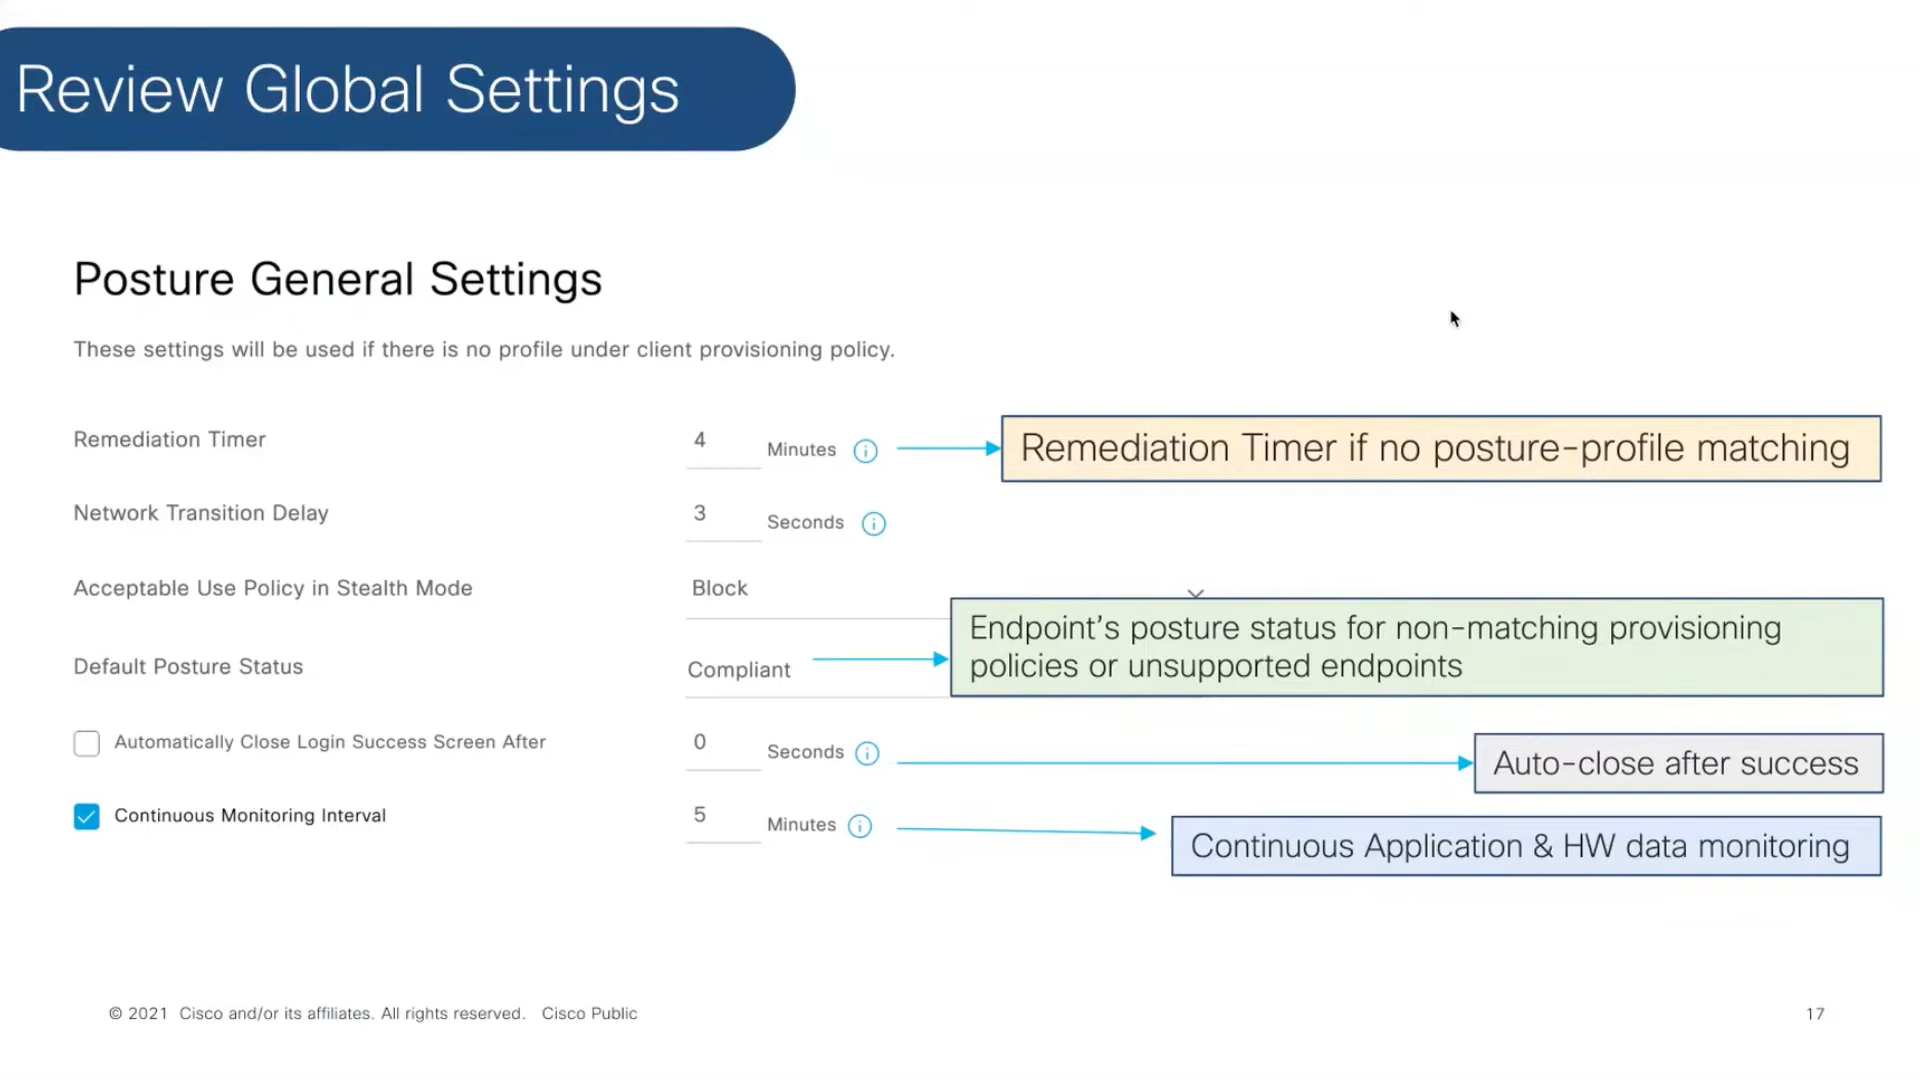 Review Global Settings
Posture General Settings
These settings will be used if there is no profile under client provisioning policy.
Remediation Timer
4
Minutes
Remediation Timer if no posture-profile matching
Network Transition Delay
3
Seconds
Acceptable Use Policy in Stealth Mode
Block
Endpoint’s posture status for non-matching provisioning
policies or unsupported endpoints
Default Posture Status
Compliant
Automatically Close Login Success Screen After
0
Seconds
Auto-close after success
Continuous Monitoring Interval
5
Minutes
Continuous Application & HW data monitoring
© 2021 Cisco and/or its affiliates. All rights reserved. Cisco Public
17